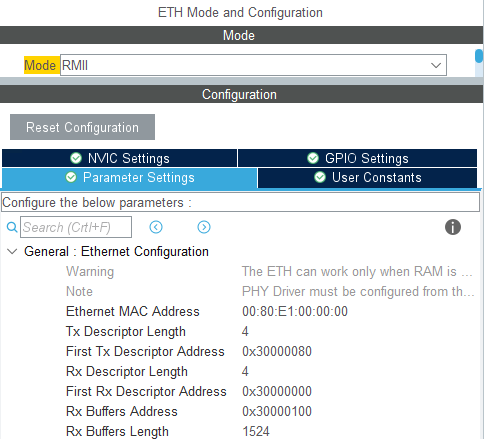 ETH Mode and Configuration
Mode
Mode RMII
Configuration
Reset Configuration
NVIC Settings GPIO Settings
Parameter Settings User Constants
Configure the below parameters :
Search (Crtl+F)
General : Ethernet Configuration
Warning The ETH can work only when RAM is ...
Note PHY Driver must be configured from th...
Ethernet MAC Address 00:80:E1:00:00:00
Tx Descriptor Length 4
First Tx Descriptor Address 0x30000080
Rx Descriptor Length 4
First Rx Descriptor Address 0x30000000
Rx Buffers Address 0x30000100
Rx Buffers Length 1524